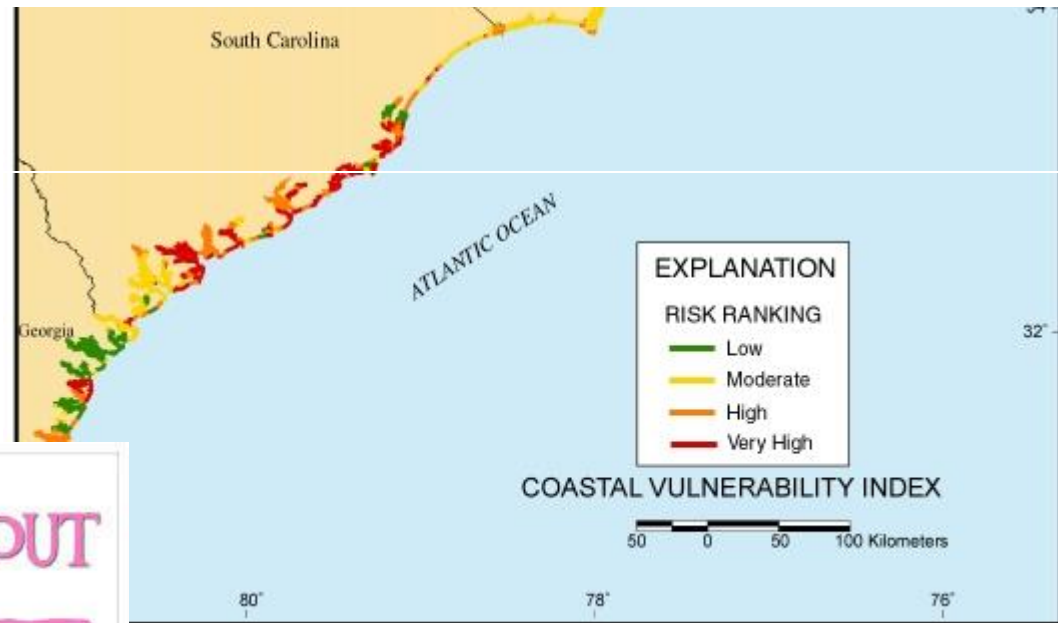 South Carolina
ATLANTIC OCEAN
Georgia
EXPLANATION
RISK RANKING
Low
Moderate
High
Very High
32°
COASTAL VULNERABILITY INDEX
50 0 50 100 Kilometers
OUT
80° 78° 76°